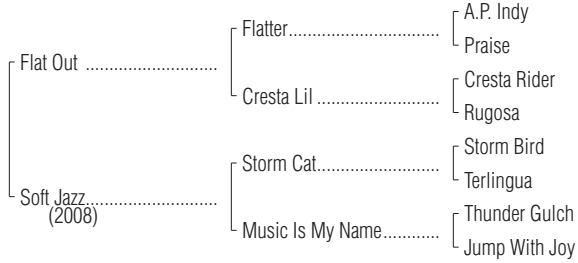 A.P. Indy
Flatter
Praise
Flat Out
Cresta Rider
Cresta Lil
Rugosa
Storm Bird
Storm Cat
Terlingua
Soft Jazz
(2008)
Thunder Gulch
Music Is My Name
Jump With Joy